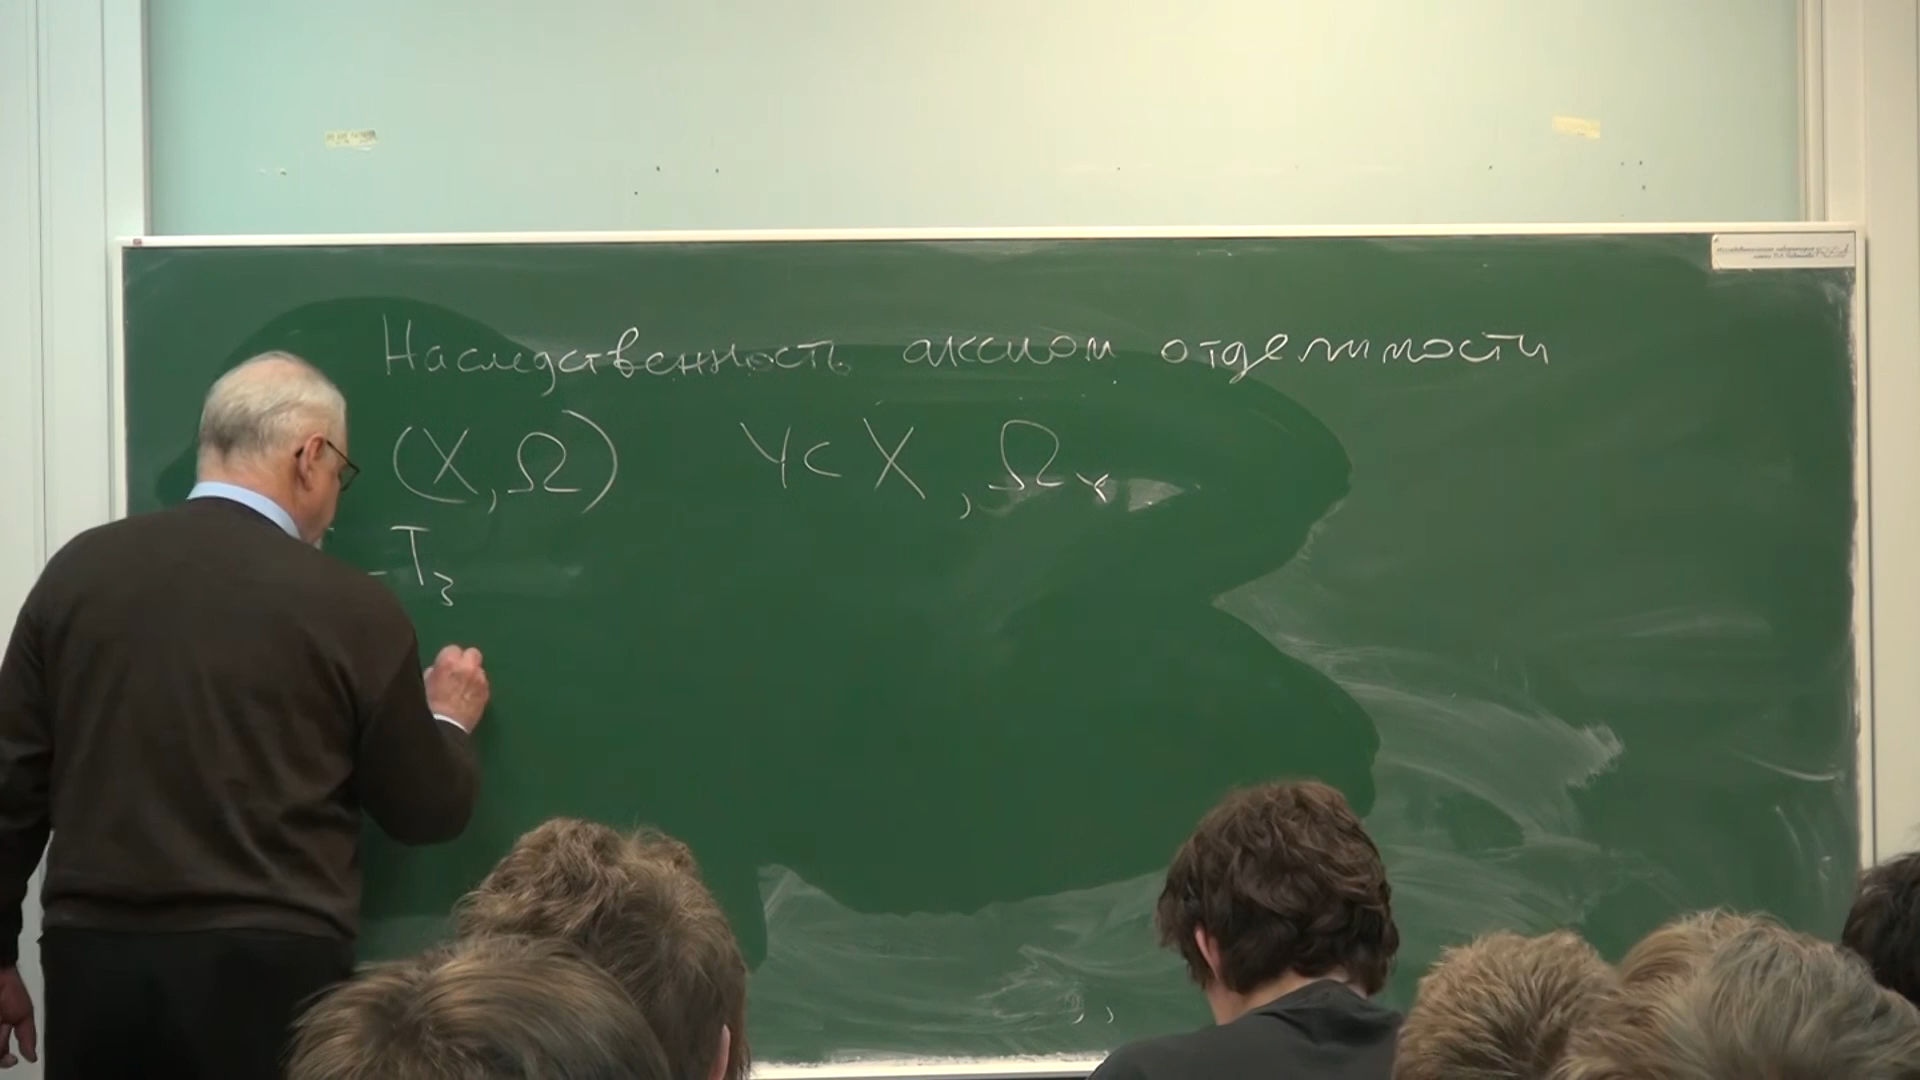 Наследственность аксиом отделимости
(X, Ω) Y ⊂ X, Ω_Y
-T_3